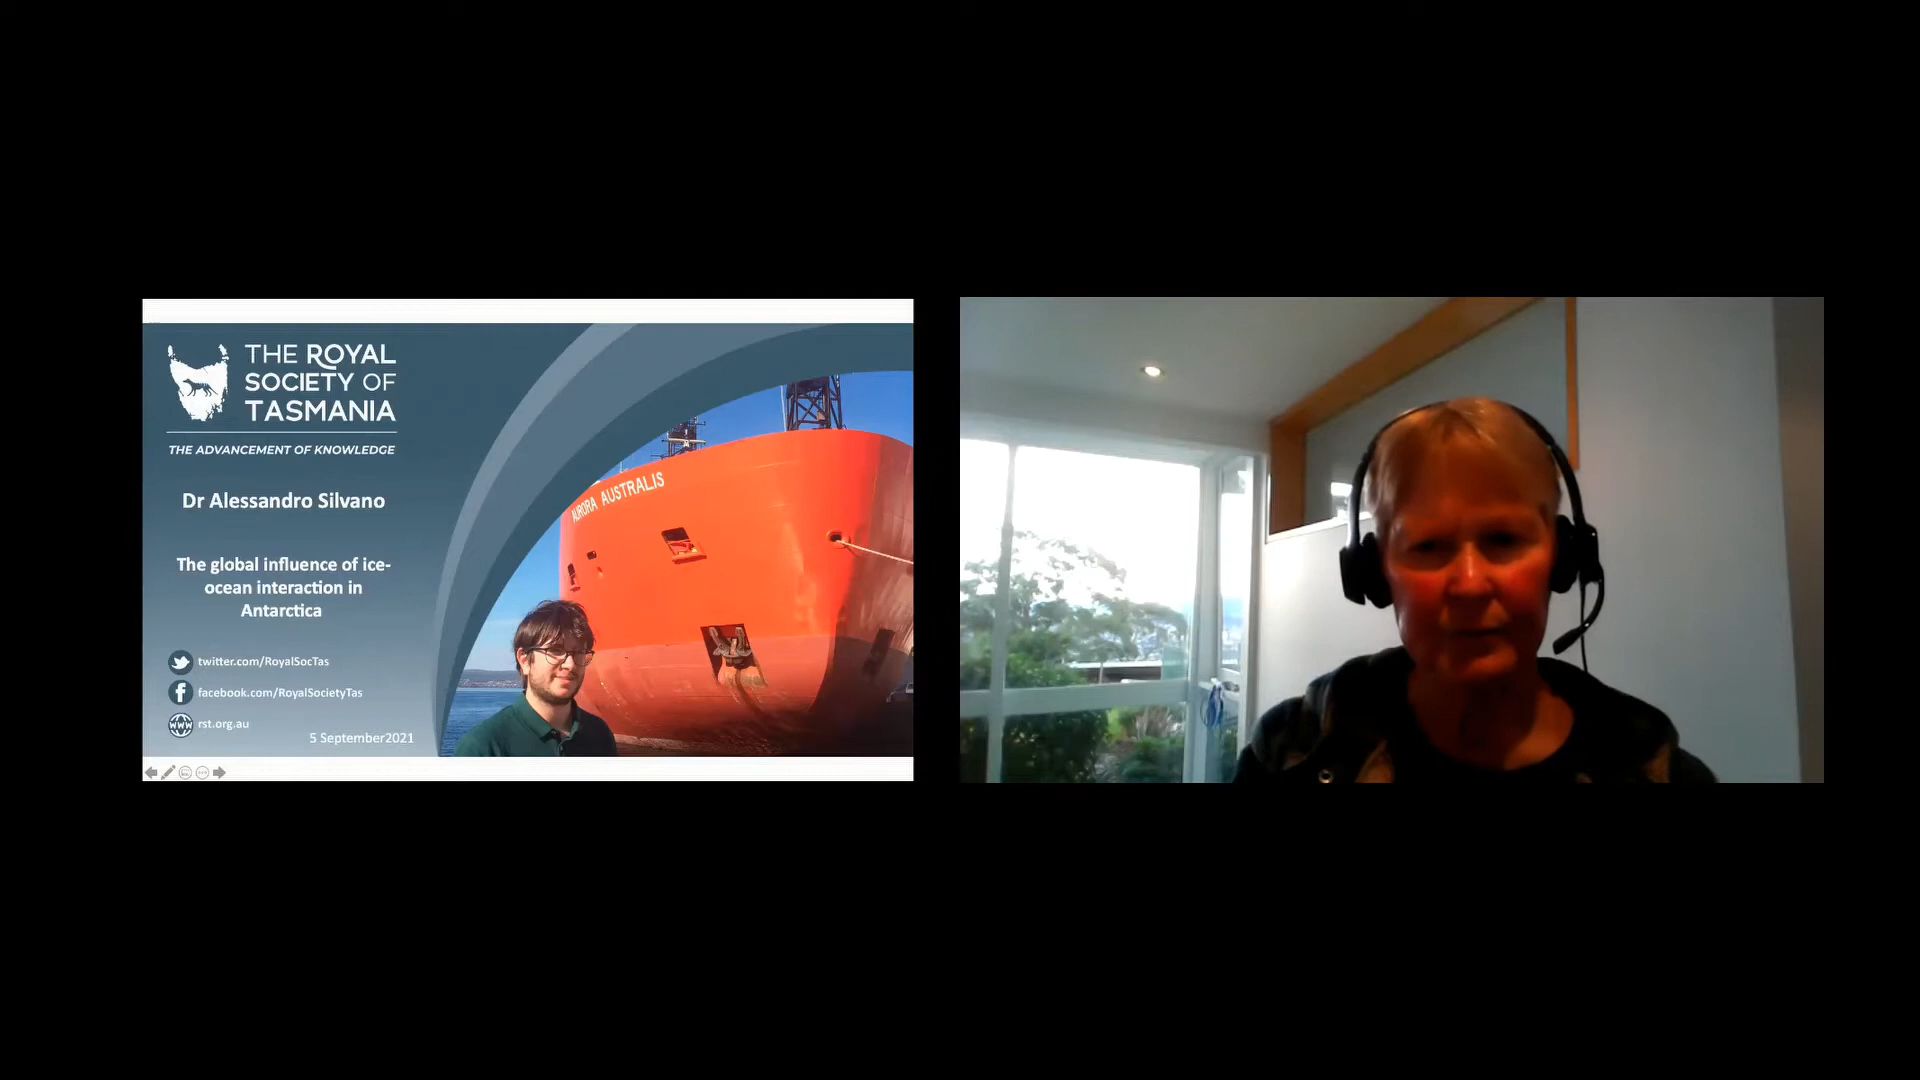 THE ROYAL
SOCIETY OF
TASMANIA
THE ADVANCEMENT OF KNOWLEDGE
Dr Alessandro Silvano
The global influence of ice-
ocean interaction in
Antarctica
twitter.com/RoyalSocTas
facebook.com/RoyalSocietyTas
www
rst.org.au
5 September2021
AURORA AUSTRALIS